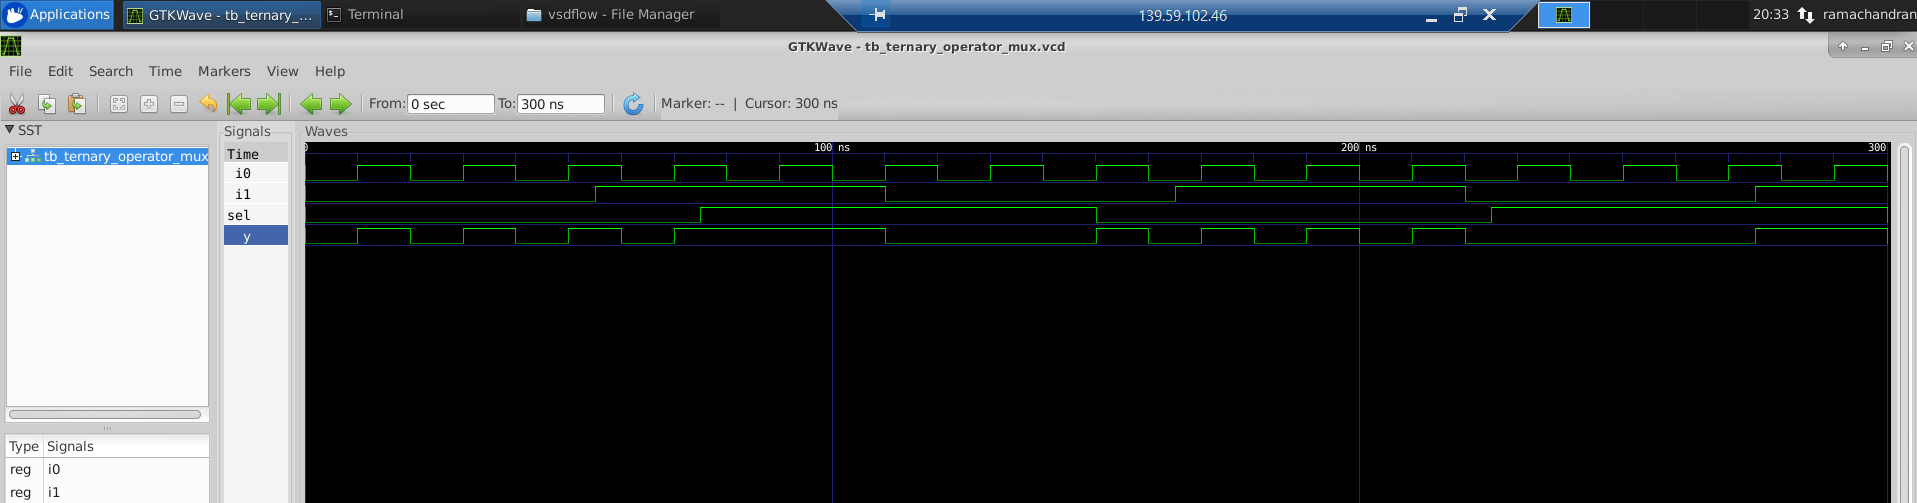 Applications GTKWave - tb_ternary_... Terminal vsdflow - File Manager 139.59.102.46 20:33 ramachandran
GTKWave - tb_ternary_operator_mux.vcd
File Edit Search Time Markers View Help
From: 0 sec To: 300 ns Marker: -- | Cursor: 300 ns
SST Signals Waves
tb_ternary_operator_mux Time 0 100 ns 200 ns 300
i0
i1
sel
y
Type Signals
reg i0
reg i1